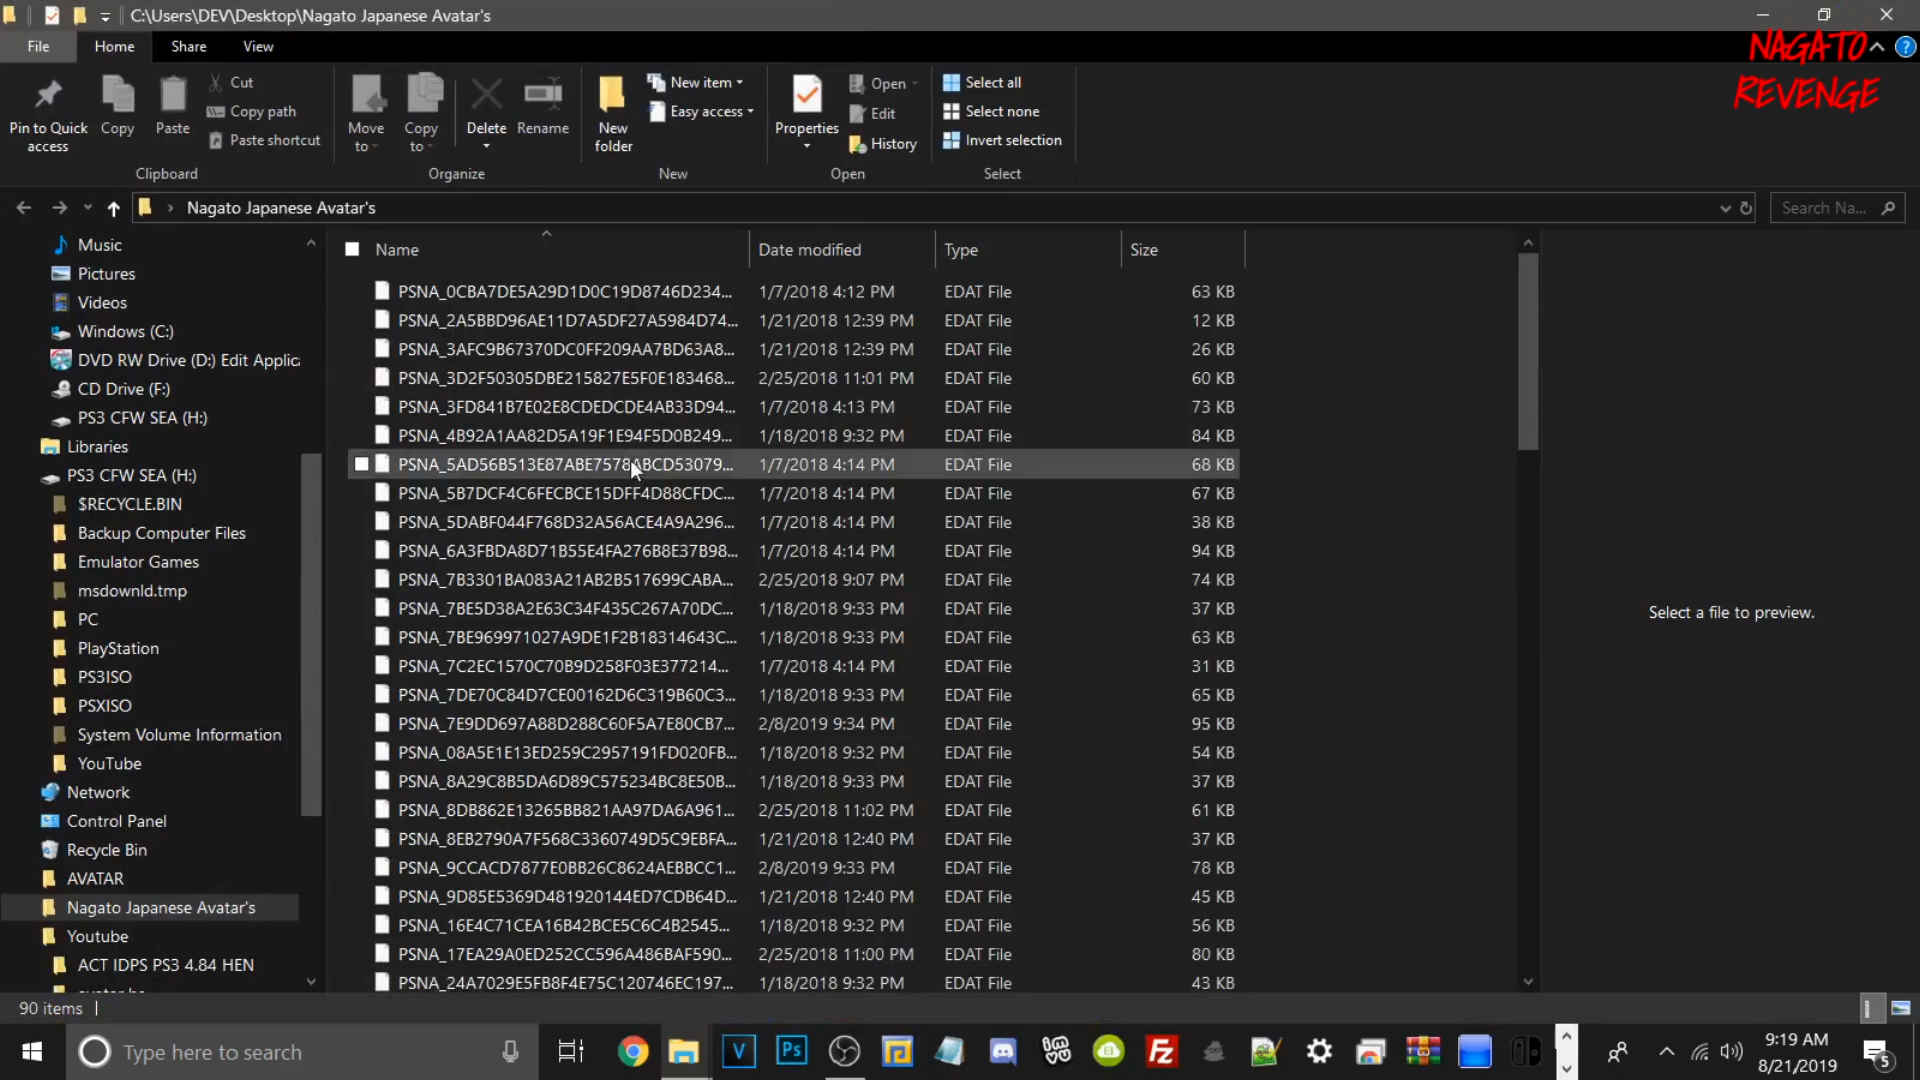 C:\Users\DEV\Desktop\Nagato Japanese Avatar's
File Home Share View
NAGATO
REVENGE
Pin to Quick access
Copy
Paste
Cut
Copy path
Paste shortcut
Clipboard
Move to
Copy to
Delete
Rename
Organize
New folder
New item
Easy access
New
Properties
Open
Edit
History
Open
Select all
Select none
Invert selection
Select
Nagato Japanese Avatar's
Search Na...
Music
Pictures
Videos
Windows (C:)
DVD RW Drive (D:) Edit Applica
CD Drive (F:)
PS3 CFW SEA (H:)
Libraries
PS3 CFW SEA (H:)
$RECYCLE.BIN
Backup Computer Files
Emulator Games
msdownld.tmp
PC
PlayStation
PS3ISO
PSXISO
System Volume Information
YouTube
Network
Control Panel
Recycle Bin
AVATAR
Nagato Japanese Avatar's
Youtube
ACT IDPS PS3 4.84 HEN
Name Date modified Type Size
PSNA_0CBA7DE5A29D1D0C19D8746D234... 1/7/2018 4:12 PM EDAT File 63 KB
PSNA_2A5BBD96AE11D7A5DF27A5984D74... 1/21/2018 12:39 PM EDAT File 12 KB
PSNA_3AFC9B67370DC0FF209AA7BD63A8... 1/21/2018 12:39 PM EDAT File 26 KB
PSNA_3D2F50305DBE215827E5F0E183468... 2/25/2018 11:01 PM EDAT File 60 KB
PSNA_3FD841B7E02E8CDEDCDE4AB33D94... 1/7/2018 4:13 PM EDAT File 73 KB
PSNA_4B92A1AA82D5A19F1E94F5D0B249... 1/18/2018 9:32 PM EDAT File 84 KB
PSNA_5AD56B513E87ABE7578ABCD53079... 1/7/2018 4:14 PM EDAT File 68 KB
PSNA_5B7DCF4C6FECBCE15DFF4D88CFDC... 1/7/2018 4:14 PM EDAT File 67 KB
PSNA_5DABF044F768D32A56ACE4A9A296... 1/7/2018 4:14 PM EDAT File 38 KB
PSNA_6A3FBDA8D71B55E4FA276B8E37B98... 1/7/2018 4:14 PM EDAT File 94 KB
PSNA_7B3301BA083A21AB2B517699CABA... 2/25/2018 9:07 PM EDAT File 74 KB
PSNA_7BE5D38A2E63C34F435C267A70DC... 1/18/2018 9:33 PM EDAT File 37 KB
PSNA_7BE969971027A9DE1F2B18314643C... 1/18/2018 9:33 PM EDAT File 63 KB
PSNA_7C2EC1570C70B9D258F03E377214... 1/7/2018 4:14 PM EDAT File 31 KB
PSNA_7DE70C84D7CE00162D6C319B60C3... 1/18/2018 9:33 PM EDAT File 65 KB
PSNA_7E9DD697A88D288C60F5A7E80CB7... 2/8/2019 9:34 PM EDAT File 95 KB
PSNA_08A5E1E13ED259C2957191FD020FB... 1/18/2018 9:32 PM EDAT File 54 KB
PSNA_8A29C8B5DA6D89C575234BC8E50B... 1/18/2018 9:33 PM EDAT File 37 KB
PSNA_8DB862E13265BB821AA97DA6A961... 2/25/2018 11:02 PM EDAT File 61 KB
PSNA_8EB2790A7F568C3360749D5C9EBFA... 1/21/2018 12:40 PM EDAT File 37 KB
PSNA_9CCACD7877E0BB26C8624AEBBCC1... 2/8/2019 9:33 PM EDAT File 78 KB
PSNA_9D85E5369D481920144ED7CDB64D... 1/21/2018 12:40 PM EDAT File 45 KB
PSNA_16E4C71CEA16B42BCE5C6C4B2545... 1/18/2018 9:32 PM EDAT File 56 KB
PSNA_17EA29A0ED252CC596A486BAF590... 2/25/2018 11:00 PM EDAT File 80 KB
PSNA_24A7029E5FB8F4E75C120746EC197... 1/18/2018 9:32 PM EDAT File 43 KB
Select a file to preview.
90 items
Type here to search
V
Ps
Fz
9:19 AM
8/21/2019
5